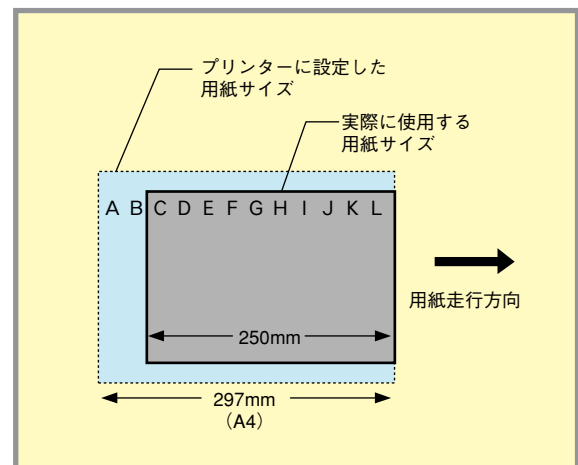 プリンターに設定した
用紙サイズ
実際に使用する
用紙サイズ
A B C D E F G H I J K L
用紙走行方向
250mm
297mm
（A4）